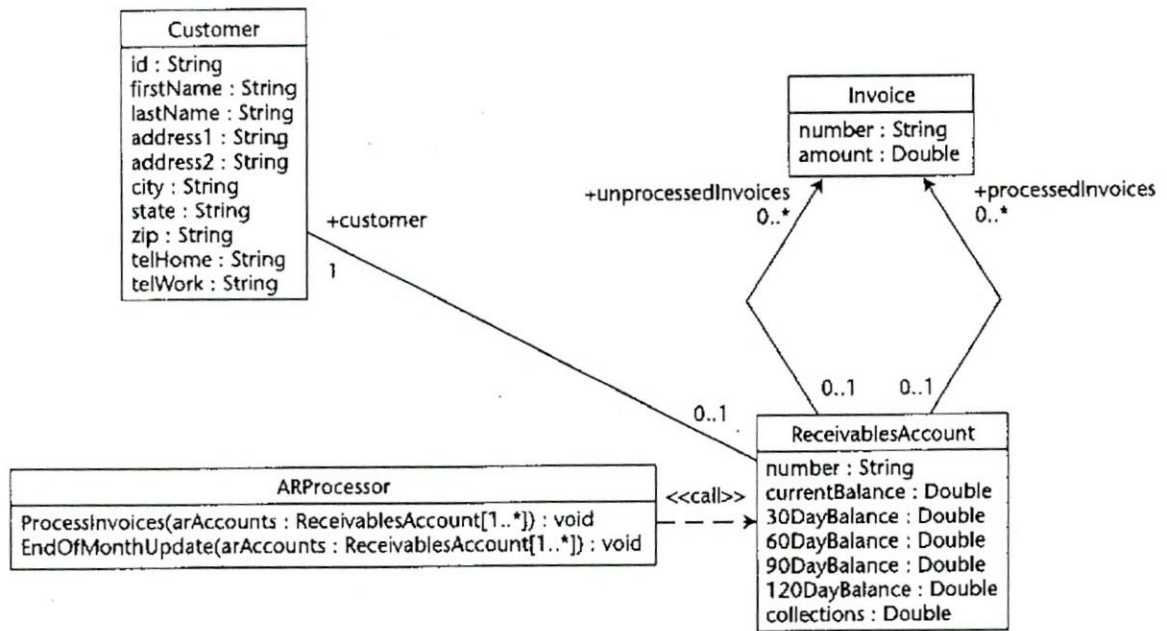 Customer
id : String
firstName : String
lastName : String
address1 : String
address2 : String
city : String
state : String
zip : String
telHome : String
telWork : String
+customer
1
0..1
Invoice
number : String
amount : Double
+unprocessedInvoices
0..*
+processedInvoices
0..*
0..1
0..1
ReceivablesAccount
number : String
currentBalance : Double
30DayBalance : Double
60DayBalance : Double
90DayBalance : Double
120DayBalance : Double
collections : Double
ARProcessor
ProcessInvoices(arAccounts : ReceivablesAccount[1..*]) : void
EndOfMonthUpdate(arAccounts : ReceivablesAccount[1..*]) : void
<<call>>